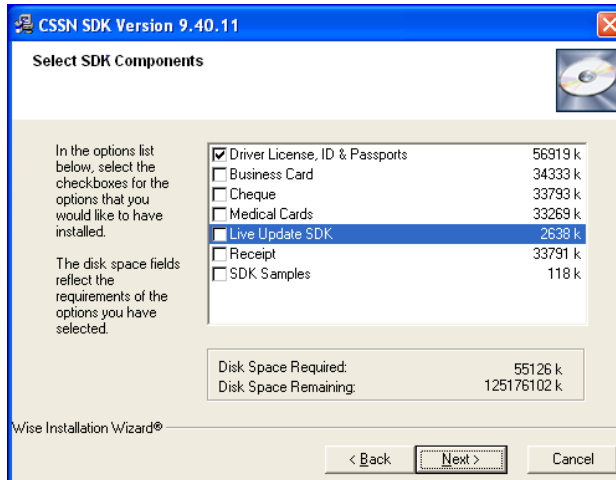 CSSN SDK Version 9.40.11
Select SDK Components
In the options list
below, select the
checkboxes for the
options that you
would like to have
installed.
The disk space fields
reflect the
requirements of the
options you have
selected.
Driver License, ID & Passports 56919 k
Business Card 34333 k
Cheque 33793 k
Medical Cards 33269 k
Live Update SDK 2638 k
Receipt 33791 k
SDK Samples 118 k
Disk Space Required: 55126 k
Disk Space Remaining: 125176102 k
Wise Installation Wizard®
< Back Next > Cancel